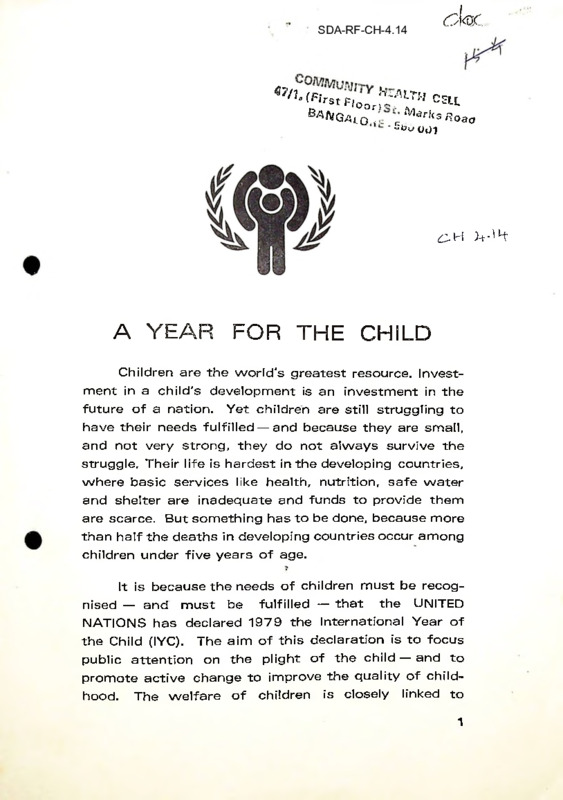 SDA-RF-CH-4.14
COMMUNITY HEALTH CELL
47/1, (First Floor) St. Marks Road
BANGALORE - 560 001
CH 4.14
A YEAR FOR THE CHILD
Children are the world's greatest resource. Invest-
ment in a child's development is an investment in the
future of a nation. Yet children are still struggling to
have their needs fulfilled — and because they are small,
and not very strong, they do not always survive the
struggle. Their life is hardest in the developing countries,
where basic services like health, nutrition, safe water
and shelter are inadequate and funds to provide them
are scarce. But something has to be done, because more
than half the deaths in developing countries occur among
children under five years of age.
It is because the needs of children must be recog-
nised — and must be fulfilled — that the UNITED
NATIONS has declared 1979 the International Year of
the Child (IYC). The aim of this declaration is to focus
public attention on the plight of the child — and to
promote active change to improve the quality of child-
hood. The welfare of children is closely linked to
1